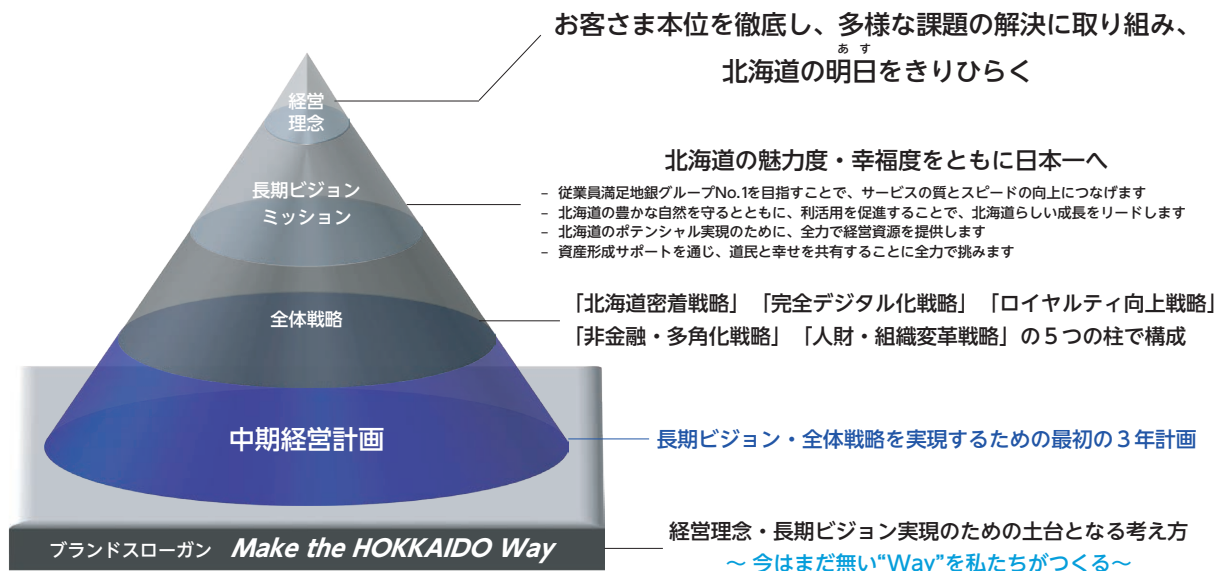 お客さま本位を徹底し、多様な課題の解決に取り組み、
あす
北海道の明日をきりひらく
経営
理念
北海道の魅力度・幸福度をともに日本一へ
長期ビジョン
ミッション
– 従業員満足地銀グループNo.1を目指すことで、サービスの質とスピードの向上につなげます
– 北海道の豊かな自然を守るとともに、利活用を促進することで、北海道らしい成長をリードします
– 北海道のポテンシャル実現のために、全力で経営資源を提供します
– 資産形成サポートを通じ、道民と幸せを共有することに全力で挑みます
全体戦略
「北海道密着戦略」「完全デジタル化戦略」「ロイヤルティ向上戦略」
「非金融・多角化戦略」「人財・組織変革戦略」の５つの柱で構成
中期経営計画
長期ビジョン・全体戦略を実現するための最初の３年計画
ブランドスローガン Make the HOKKAIDO Way
経営理念・長期ビジョン実現のための土台となる考え方
～ 今はまだ無い“Way”を私たちがつくる～